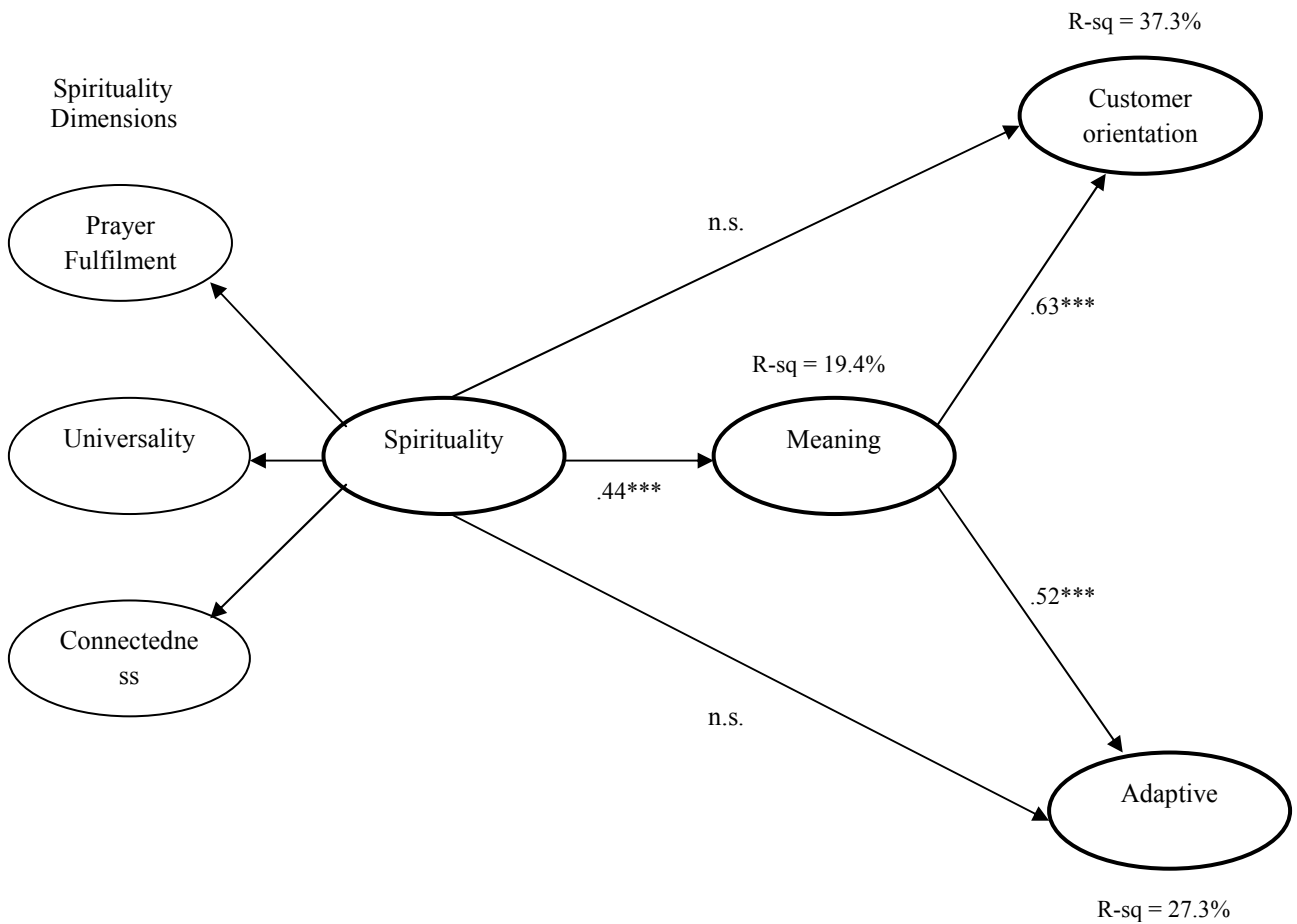 R-sq = 37.3%
Spirituality
Dimensions
Customer
orientation
Prayer
Fulfilment
n.s.
.63***
R-sq = 19.4%
Universality
Spirituality
Meaning
.44***
.52***
Connectedne
ss
n.s.
Adaptive
R-sq = 27.3%